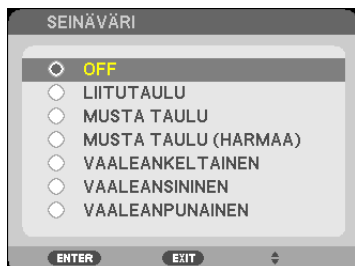 SEINÄVÄRI
OFF
LIITUTAULU
MUSTA TAULU
MUSTA TAULU (HARMAA)
VAALEANKELTAINEN
VAALEANSININEN
VAALEANPUNAINEN
ENTER EXIT